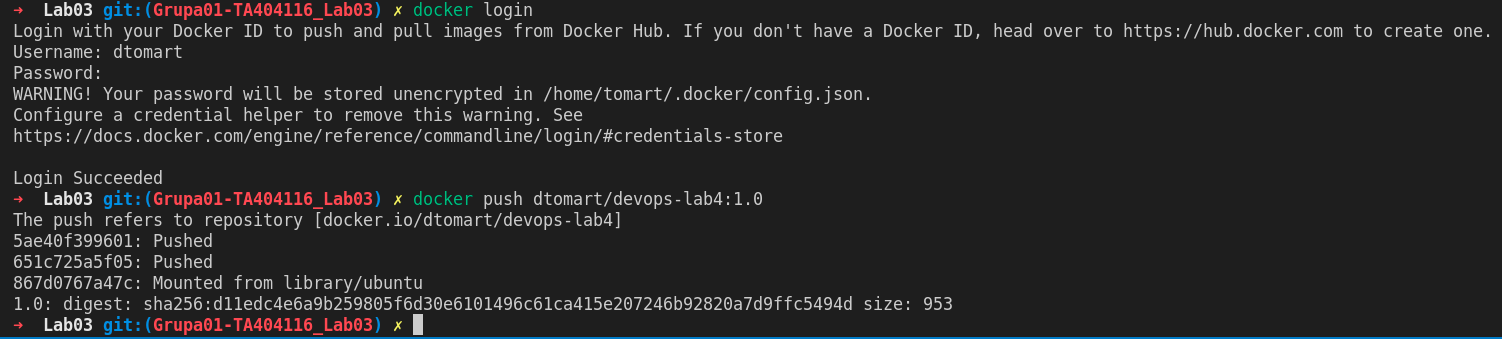 ➜  Lab03 git:(Grupa01-TA404116_Lab03) ✗ docker login
Login with your Docker ID to push and pull images from Docker Hub. If you don't have a Docker ID, head over to https://hub.docker.com to create one.
Username: dtomart
Password:
WARNING! Your password will be stored unencrypted in /home/tomart/.docker/config.json.
Configure a credential helper to remove this warning. See
https://docs.docker.com/engine/reference/commandline/login/#credentials-store
Login Succeeded
➜  Lab03 git:(Grupa01-TA404116_Lab03) ✗ docker push dtomart/devops-lab4:1.0
The push refers to repository [docker.io/dtomart/devops-lab4]
5ae40f399601: Pushed
651c725a5f05: Pushed
867d0767a47c: Mounted from library/ubuntu
1.0: digest: sha256:d11edc4e6a9b259805f6d30e6101496c61ca415e207246b92820a7d9ffc5494d size: 953
➜  Lab03 git:(Grupa01-TA404116_Lab03) ✗